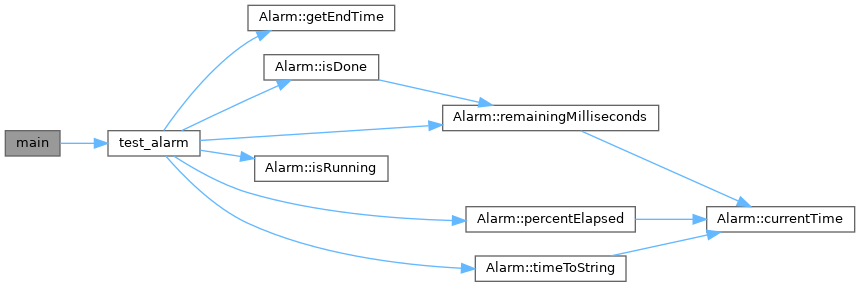 Alarm::getEndTime
Alarm::isDone
Alarm::remainingMilliseconds
main
test_alarm
Alarm::isRunning
Alarm::percentElapsed
Alarm::currentTime
Alarm::timeToString